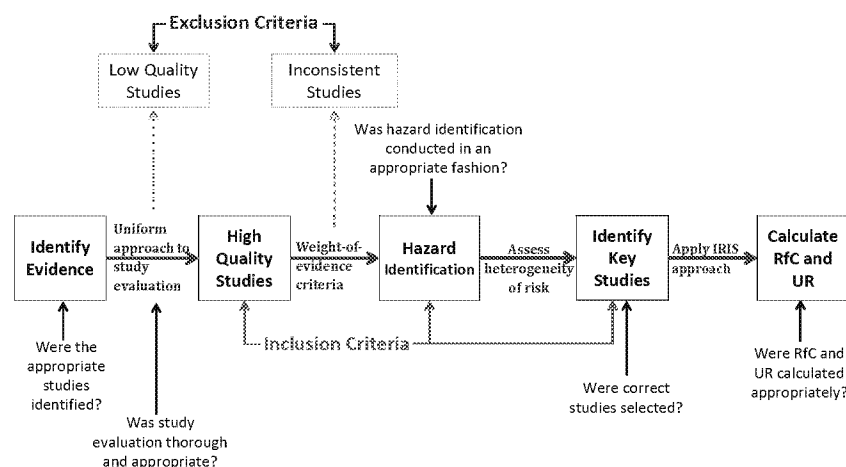 Exclusion Criteria
Low Quality
Studies
Inconsistent
Studies
Was hazard identification
conducted in an
appropriate fashion?
Identify
Evidence
Uniform
approach to
study
evaluation
High
Quality
Studies
Weight-of-
evidence
criteria
Hazard
Identification
Assess
heterogeneity
of risk
Identify
Key
Studies
Apply IRIS
approach
Calculate
RfC and
UR
Inclusion Criteria
Were the
appropriate
studies
identified?
Was study
evaluation thorough
and appropriate?
Were correct
studies selected?
Were RfC and
UR calculated
appropriately?